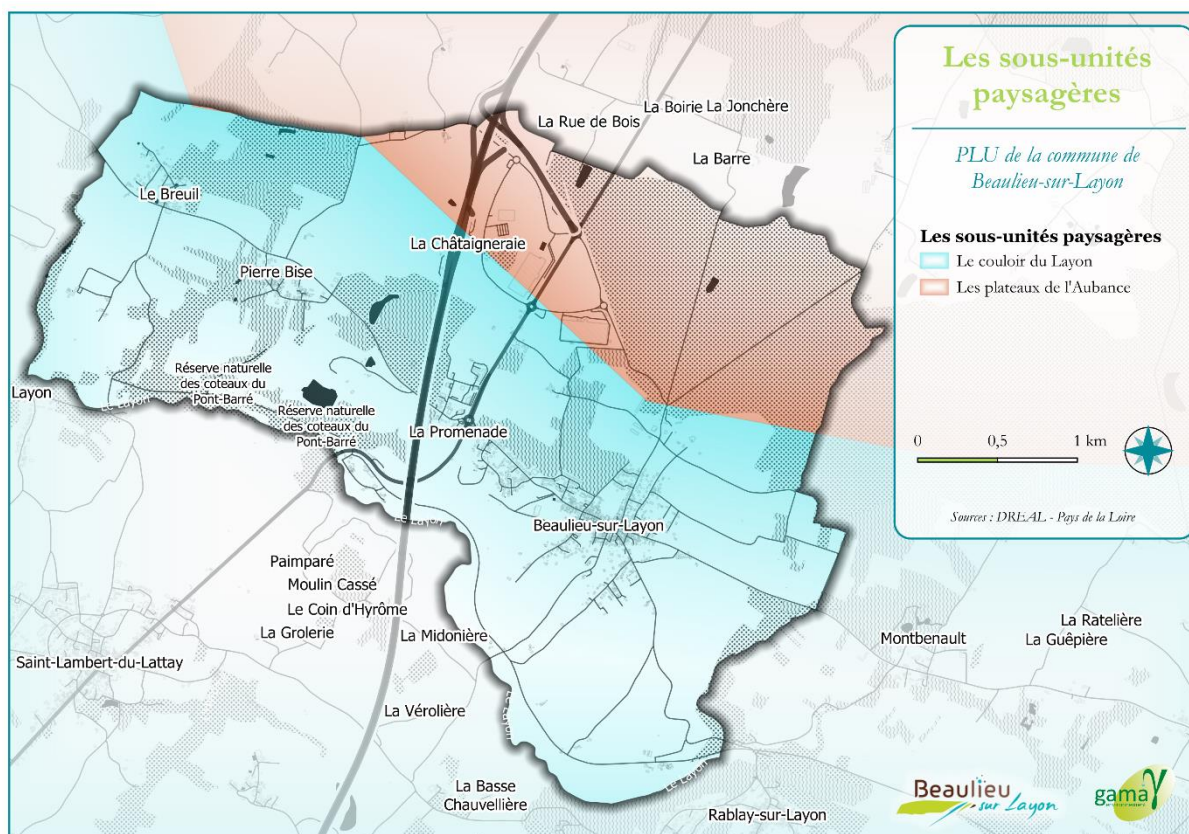 Les sous-unités
paysagères
PLU de la commune de
Beaulieu-sur-Layon
Les sous-unités paysagères
Le couloir du Layon
Les plateaux de l'Aubance
0 0,5 1 km
Sources : DREAL - Pays de la Loire
La Boirie La Jonchère
La Rue de Bois
La Barre
Le Breuil
La Châtaigneraie
Pierre Bise
Réserve naturelle
des coteaux du
Pont-Barré
Layon
Le Layon
Réserve naturelle
des coteaux du
Pont-Barré
La Promenade
Le Layon
Beaulieu-sur-Layon
Paimparé
Moulin Cassé
Le Coin d'Hyrôme
La Grolerie
La Midonière
Saint-Lambert-du-Lattay
Montbenault
La Ratelière
La Guêpière
La Vérolière
Le Layon
La Basse
Chauvellière
Le Layon
Rablay-sur-Layon
Beaulieu
sur Layon
gama
environnement